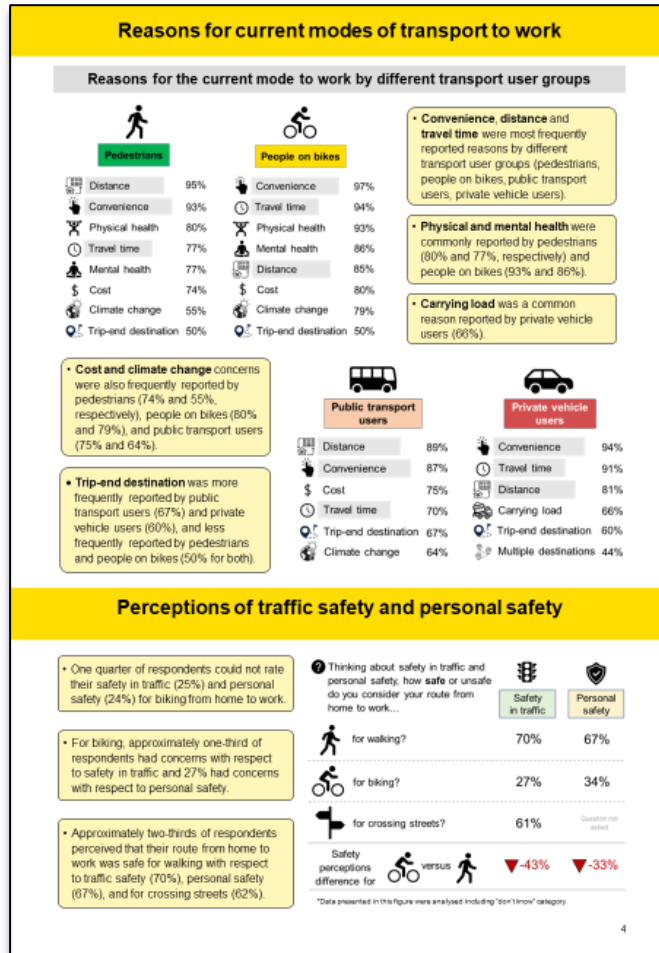 Reasons for current modes of transport to work
Reasons for the current mode to work by different transport user groups
Pedestrians
Distance 95%
Convenience 93%
Physical health 80%
Travel time 77%
Mental health 77%
$ Cost 74%
Climate change 55%
Trip-end destination 50%
People on bikes
Convenience 97%
Travel time 94%
Physical health 93%
Mental health 86%
Distance 85%
$ Cost 80%
Climate change 79%
Trip-end destination 50%
• Convenience, distance and
travel time were most frequently
reported reasons by different
transport user groups (pedestrians,
people on bikes, public transport
users, private vehicle users).
• Physical and mental health were
commonly reported by pedestrians
(80% and 77%, respectively) and
people on bikes (93% and 86%).
• Carrying load was a common
reason reported by private vehicle
users (66%).
• Cost and climate change concerns
were also frequently reported by
pedestrians (74% and 55%,
respectively), people on bikes (80%
and 79%), and public transport users
(75% and 64%).
• Trip-end destination was more
frequently reported by public
transport users (67%) and private
vehicle users (60%), and less
frequently reported by pedestrians
and people on bikes (50% for both).
Public transport
users
Distance 89%
Convenience 87%
$ Cost 75%
Travel time 70%
Trip-end destination 67%
Climate change 64%
Private vehicle
users
Convenience 94%
Travel time 91%
Distance 81%
Carrying load 66%
Trip-end destination 60%
Multiple destinations 44%
Perceptions of traffic safety and personal safety
• One quarter of respondents could not rate
their safety in traffic (25%) and personal
safety (24%) for biking from home to work.
• For biking, approximately one-third of
respondents had concerns with respect
to safety in traffic and 27% had concerns
with respect to personal safety.
• Approximately two-thirds of respondents
perceived that their route from home to
work was safe for walking with respect
to traffic safety (70%), personal safety
(67%), and for crossing streets (62%).
? Thinking about safety in traffic and
personal safety, how safe or unsafe
do you consider your route from
home to work...
Safety
in traffic
Personal
safety
for walking? 70% 67%
for biking? 27% 34%
for crossing streets? 61% Question not
asked
Safety
perceptions
difference for
versus
-43% -33%
*Data presented in this figure were analysed including "don't know" category
4